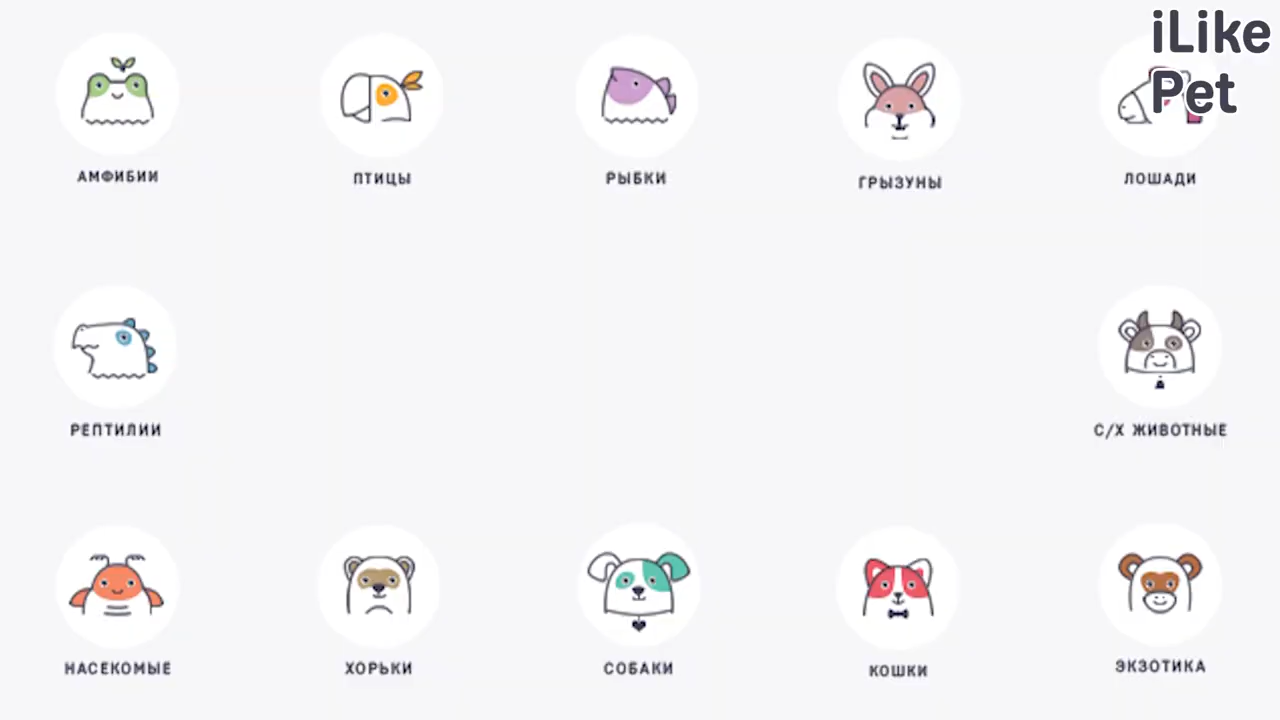 iLike
Pet
АМФИБИИ
ПТИЦЫ
РЫБКИ
ГРЫЗУНЫ
ЛОШАДИ
РЕПТИЛИИ
С/Х ЖИВОТНЫЕ
НАСЕКОМЫЕ
ХОРЬКИ
СОБАКИ
КОШКИ
ЭКЗОТИКА